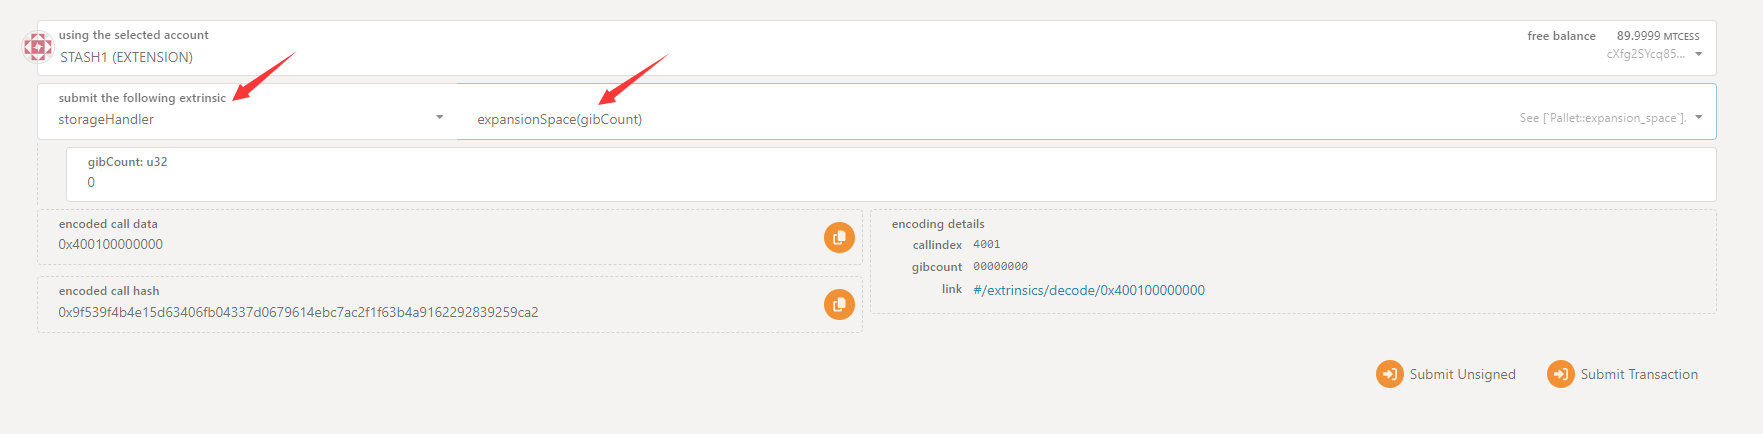 using the selected account
STASH1 (EXTENSION)
free balance 89.9999 MTCESS
cXfg2SYcq85...
submit the following extrinsic
storageHandler
expansionSpace(gibCount)
See [`Pallet::expansion_space`].
gibCount: u32
0
encoded call data
0x400100000000
encoded call hash
0x9f539f4b4e15d63406fb04337d0679614ebc7ac2f1f63b4a9162292839259ca2
encoding details
callindex 4001
gibcount 00000000
link #/extrinsics/decode/0x400100000000
Submit Unsigned
Submit Transaction